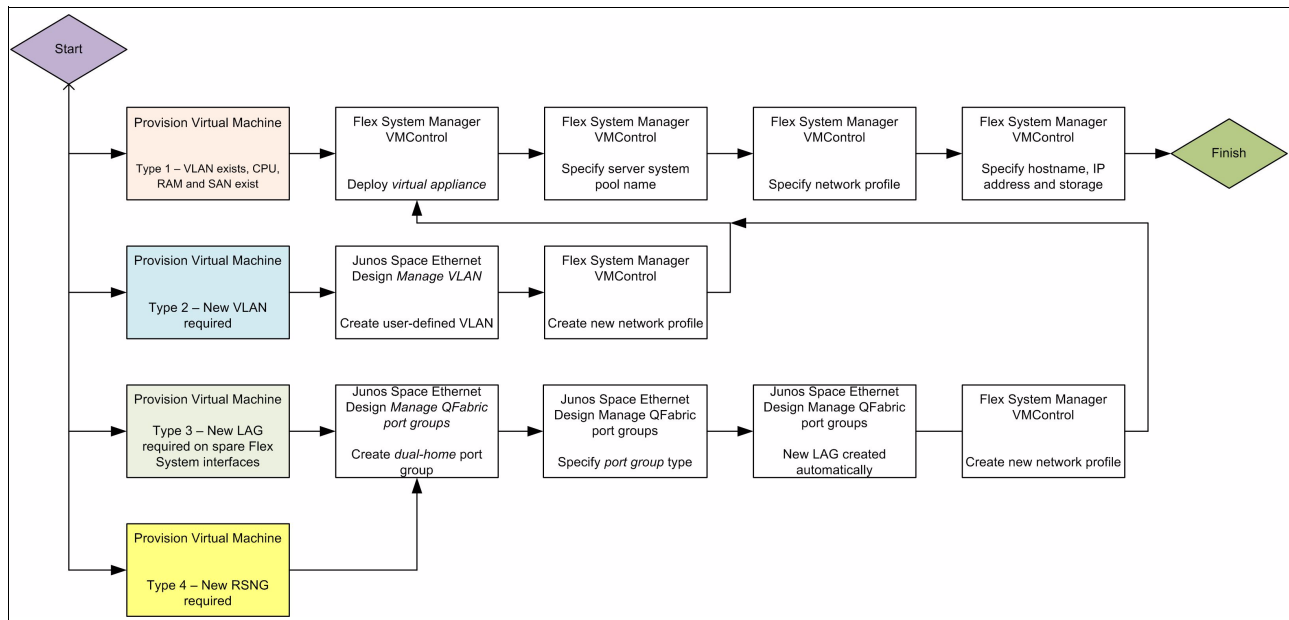 Start
Provision Virtual Machine
Type 1 – VLAN exists, CPU,
RAM and SAN exist
Flex System Manager
VMControl
Deploy virtual appliance
Flex System Manager
VMControl
Specify server system
pool name
Flex System Manager
VMControl
Specify network profile
Flex System Manager
VMControl
Specify hostname, IP
address and storage
Finish
Provision Virtual Machine
Type 2 – New VLAN
required
Junos Space Ethernet
Design Manage VLAN
Create user-defined VLAN
Flex System Manager
VMControl
Create new network profile
Provision Virtual Machine
Type 3 – New LAG
required on spare Flex
System interfaces
Junos Space Ethernet
Design Manage QFabric
port groups
Create dual-home port
group
Junos Space Ethernet
Design Manage QFabric
port groups
Specify port group type
Junos Space Ethernet
Design Manage QFabric
port groups
New LAG created
automatically
Flex System Manager
VMControl
Create new network profile
Provision Virtual Machine
Type 4 – New RSNG
required